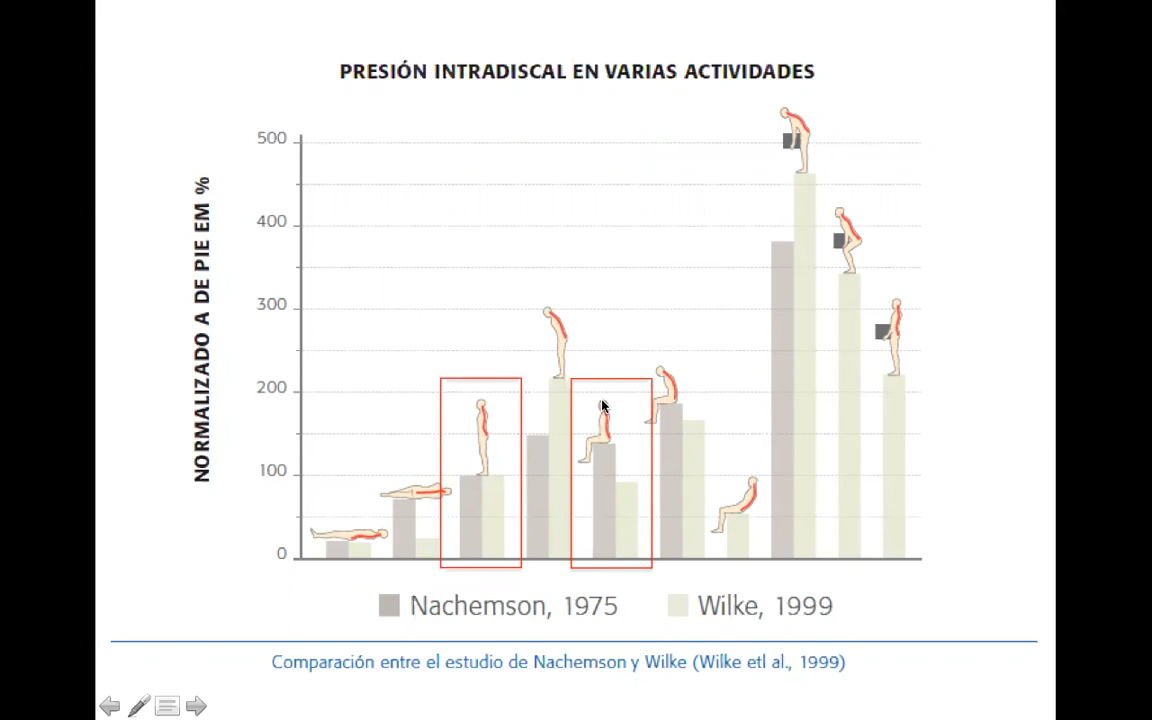 PRESIÓN INTRADISCAL EN VARIAS ACTIVIDADES
NORMALIZADO A DE PIE EM %
500
400
300
200
100
0
Nachemson, 1975
Wilke, 1999
Comparación entre el estudio de Nachemson y Wilke (Wilke etl al., 1999)